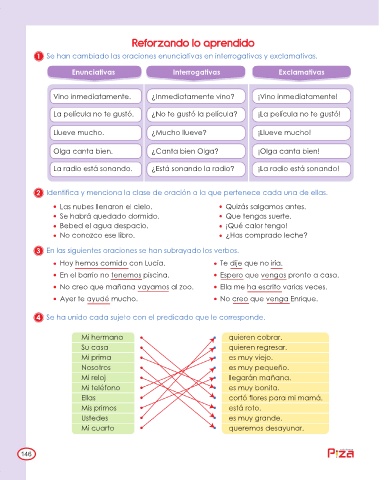 Reforzando lo aprendido
1 Se han cambiado las oraciones enunciativas en interrogativas y exclamativas.
Enunciativas Interrogativas Exclamativas
Vino inmediatamente. ¿Inmediatamente vino? ¡Vino inmediatamente!
La película no te gustó. ¿No te gustó la película? ¡La película no te gustó!
Llueve mucho. ¿Mucho llueve? ¡Llueve mucho!
Olga canta bien. ¿Canta bien Olga? ¡Olga canta bien!
La radio está sonando. ¿Está sonando la radio? ¡La radio está sonando!
2 Identifica y menciona la clase de oración a la que pertenece cada una de ellas.
• Las nubes llenaron el cielo. • Quizás salgamos antes.
• Se habrá quedado dormido. • Que tengas suerte.
• Bebed el agua despacio. • ¡Qué calor tengo!
• No conozco ese libro. • ¿Has comprado leche?
3 En las siguientes oraciones se han subrayado los verbos.
• Hoy hemos comido con Lucía. • Te dije que no iría.
• En el barrio no tenemos piscina. • Espero que vengas pronto a casa.
• No creo que mañana vayamos al zoo. • Ella me ha escrito varias veces.
• Ayer te ayudé mucho. • No creo que venga Enrique.
4 Se ha unido cada sujeto con el predicado que le corresponde.
Mi hermana quieren cobrar.
Su casa quieren regresar.
Mi prima es muy viejo.
Nosotros es muy pequeño.
Mi reloj llegarán mañana.
Mi teléfono es muy bonita.
Ellas cortó flores para mi mamá.
Mis primos está roto.
Ustedes es muy grande.
Mi cuarto queremos desayunar.
146
Piza